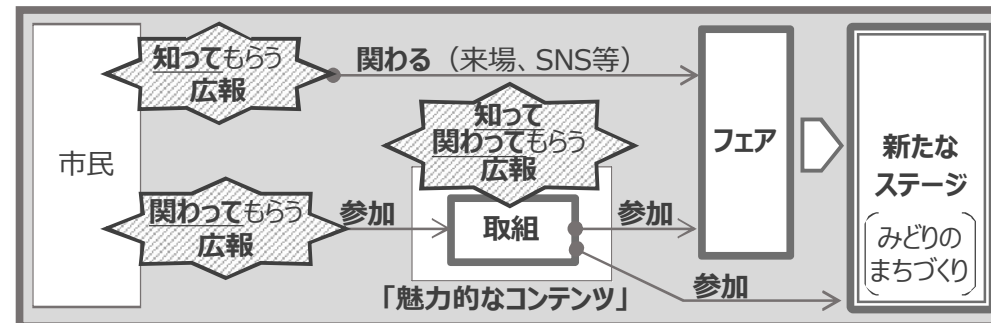 市民
知ってもらう
広報
関わる（来場、SNS等）
知って
関わってもらう
広報
関わってもらう
広報
参加
取組
参加
「魅力的なコンテンツ」
参加
フェア
新たな
ステージ
みどりの
まちづくり